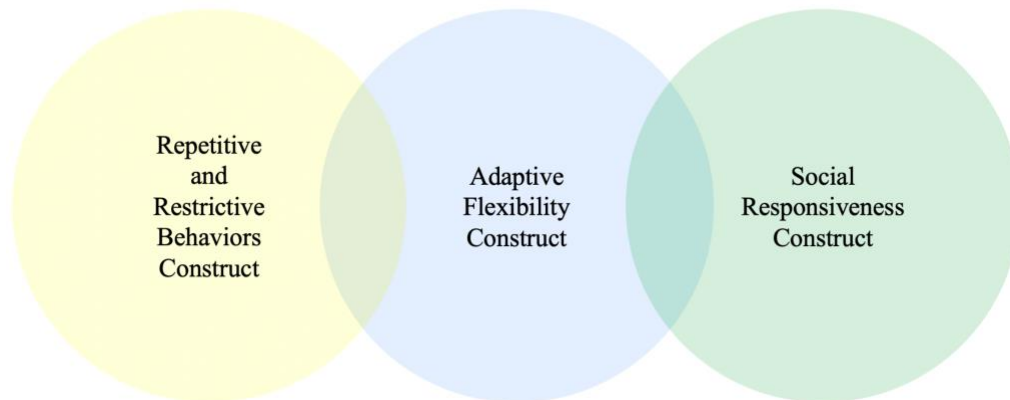 Repetitive
and
Restrictive
Behaviors
Construct
Adaptive
Flexibility
Construct
Social
Responsiveness
Construct